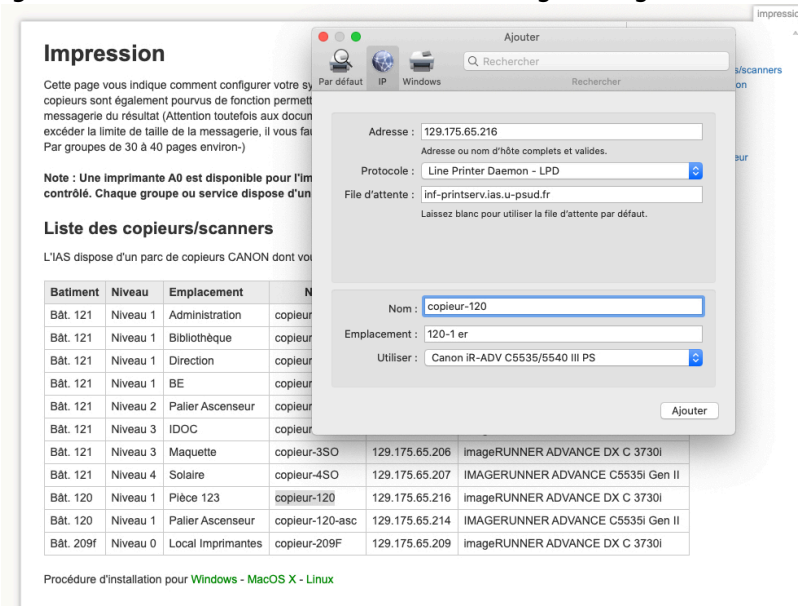 impressio
Impression
Cette page vous indique comment configurer votre sy
copieurs sont également pourvus de fonction permett
messagerie du résultat (Attention toutefois aux docum
excéder la limite de taille de la messagerie, il vous fau
Par groupes de 30 à 40 pages environ-)
Note : Une imprimante A0 est disponible pour l'im
contrôlé. Chaque groupe ou service dispose d'un
Liste des copieurs/scanners
L'IAS dispose d'un parc de copieurs CANON dont vou
s/scanners
on
eur
Ajouter
Par défaut IP Windows
Rechercher
Rechercher
Adresse : 129.175.65.216
Adresse ou nom d'hôte complets et valides.
Protocole : Line Printer Daemon - LPD
File d'attente : inf-printserv.ias.u-psud.fr
Laissez blanc pour utiliser la file d'attente par défaut.
Nom : copieur-120
Emplacement : 120-1 er
Utiliser : Canon iR-ADV C5535/5540 III PS
Ajouter
Batiment Niveau Emplacement N
Bât. 121 Niveau 1 Administration copieur
Bât. 121 Niveau 1 Bibliothèque copieur
Bât. 121 Niveau 1 Direction copieur
Bât. 121 Niveau 1 BE copieur
Bât. 121 Niveau 2 Palier Ascenseur copieur
Bât. 121 Niveau 3 IDOC copieur
Bât. 121 Niveau 3 Maquette copieur-3SO 129.175.65.206 imageRUNNER ADVANCE DX C 3730i
Bât. 121 Niveau 4 Solaire copieur-4SO 129.175.65.207 IMAGERUNNER ADVANCE C5535i Gen II
Bât. 120 Niveau 1 Pièce 123 copieur-120 129.175.65.216 imageRUNNER ADVANCE DX C 3730i
Bât. 120 Niveau 1 Palier Ascenseur copieur-120-asc 129.175.65.214 IMAGERUNNER ADVANCE C5535i Gen II
Bât. 209f Niveau 0 Local Imprimantes copieur-209F 129.175.65.209 imageRUNNER ADVANCE DX C 3730i
Procédure d'installation pour Windows - MacOS X - Linux